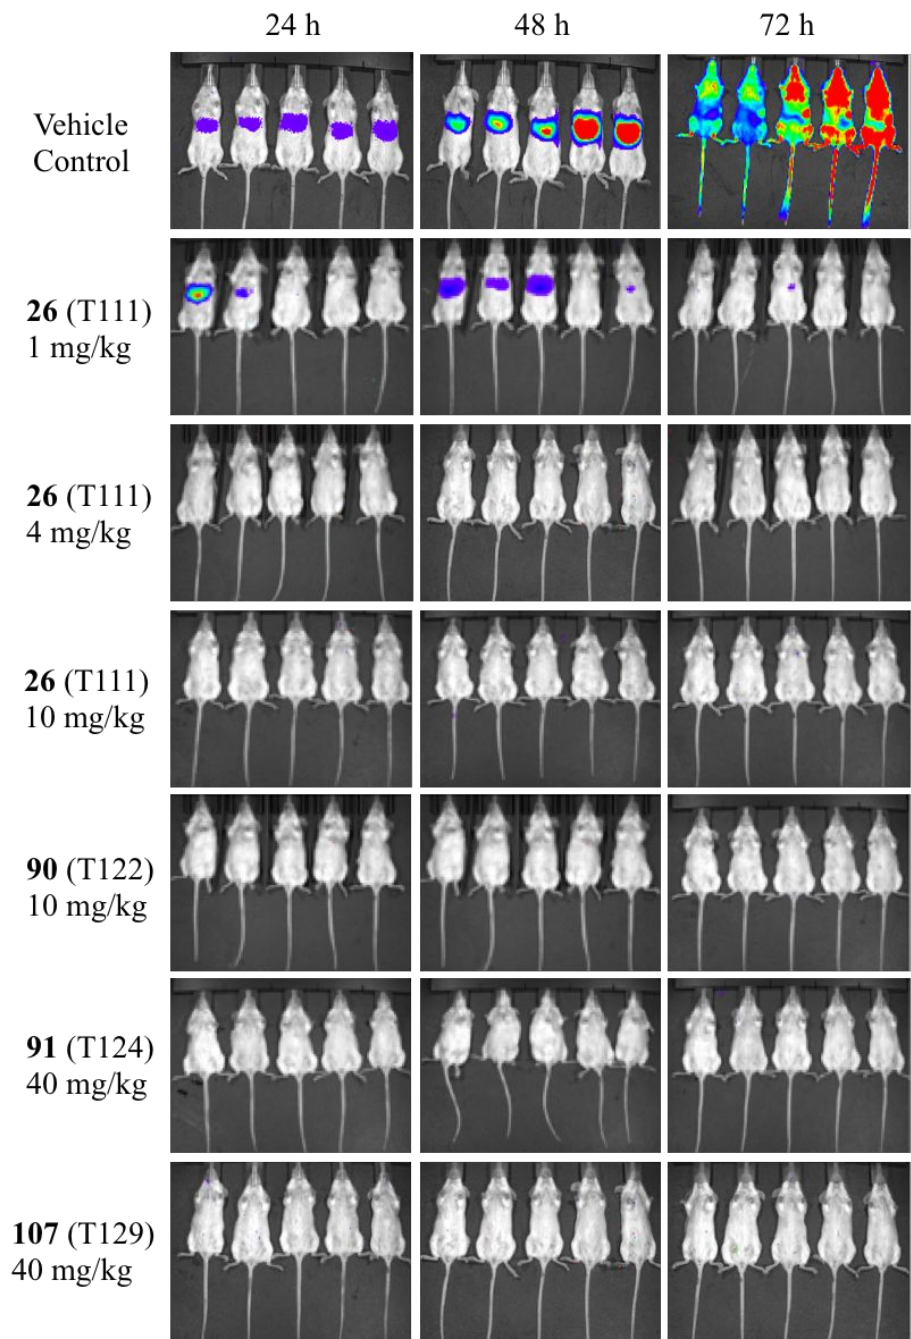 24 h 48 h 72 h
Vehicle
Control
26 (T111)
1 mg/kg
26 (T111)
4 mg/kg
26 (T111)
10 mg/kg
90 (T122)
10 mg/kg
91 (T124)
40 mg/kg
107 (T129)
40 mg/kg